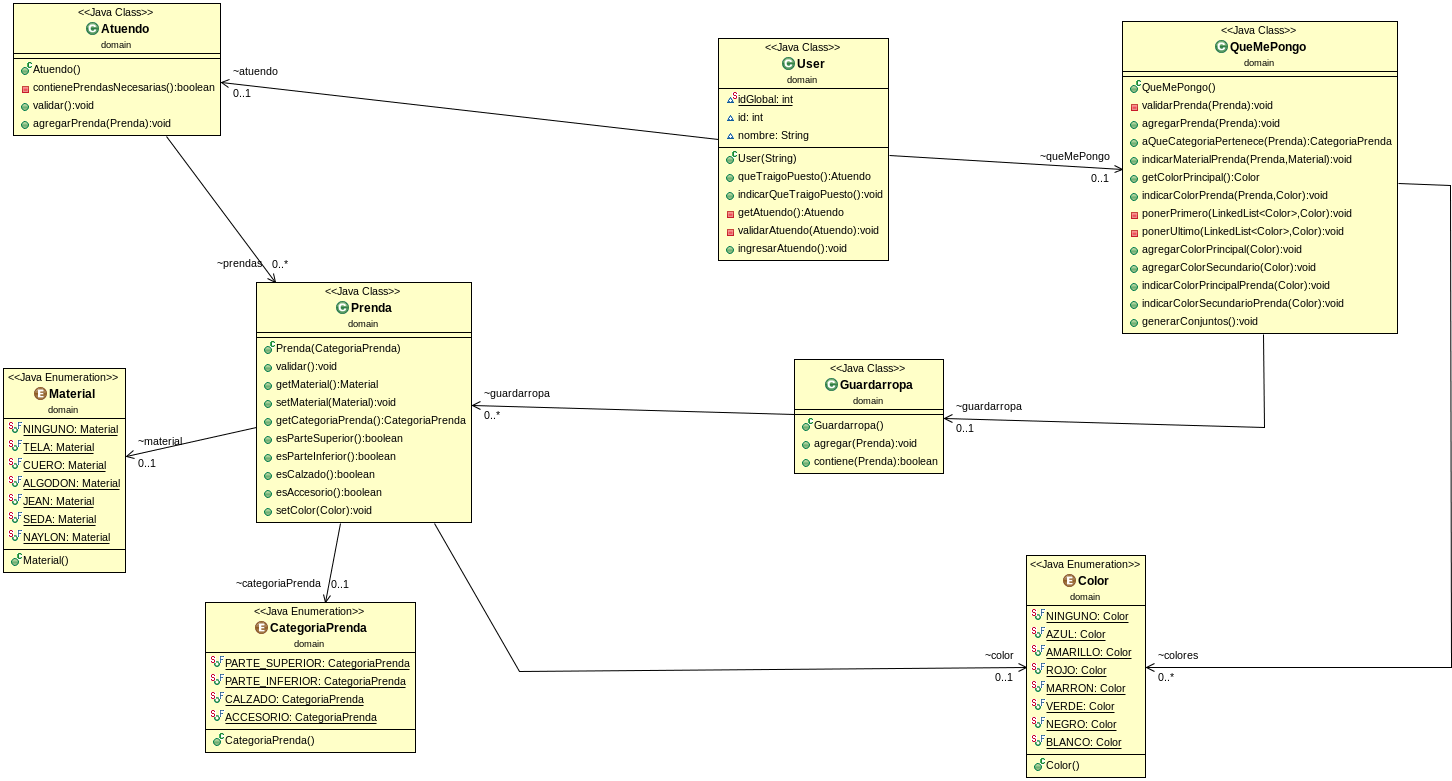 <<Java Class>>
Atuendo
domain
Atuendo()
contienePrendasNecesarias():boolean
validar():void
agregarPrenda(Prenda):void
~atuendo
0..1
<<Java Class>>
User
domain
idGlobal: int
id: int
nombre: String
User(String)
queTraigoPuesto():Atuendo
indicarQueTraigoPuesto():void
getAtuendo():Atuendo
validarAtuendo(Atuendo):void
ingresarAtuendo():void
~queMePongo
0..1
<<Java Class>>
QueMePongo
domain
QueMePongo()
validarPrenda(Prenda):void
agregarPrenda(Prenda):void
aQueCategoriaPertenece(Prenda):CategoriaPrenda
indicarMaterialPrenda(Prenda,Material):void
getColorPrincipal():Color
indicarColorPrenda(Prenda,Color):void
ponerPrimero(LinkedList<Color>,Color):void
ponerUltimo(LinkedList<Color>,Color):void
agregarColorPrincipal(Color):void
agregarColorSecundario(Color):void
indicarColorPrincipalPrenda(Color):void
indicarColorSecundarioPrenda(Color):void
generarConjuntos():void
~prendas 0..*
<<Java Class>>
Prenda
domain
Prenda(CategoriaPrenda)
validar():void
getMaterial():Material
setMaterial(Material):void
getCategoriaPrenda():CategoriaPrenda
esParteSuperior():boolean
esParteInferior():boolean
esCalzado():boolean
esAccesorio():boolean
setColor(Color):void
~guardarropa
0..*
<<Java Class>>
Guardarropa
domain
Guardarropa()
agregar(Prenda):void
contiene(Prenda):boolean
~guardarropa
0..1
<<Java Enumeration>>
Material
domain
NINGUNO: Material
TELA: Material
CUERO: Material
ALGODON: Material
JEAN: Material
SEDA: Material
NAYLON: Material
Material()
~material
0..1
~categoriaPrenda 0..1
<<Java Enumeration>>
CategoriaPrenda
domain
PARTE_SUPERIOR: CategoriaPrenda
PARTE_INFERIOR: CategoriaPrenda
CALZADO: CategoriaPrenda
ACCESORIO: CategoriaPrenda
CategoriaPrenda()
~color
0..1
<<Java Enumeration>>
Color
domain
NINGUNO: Color
AZUL: Color
AMARILLO: Color
ROJO: Color
MARRON: Color
VERDE: Color
NEGRO: Color
BLANCO: Color
Color()
~colores
0..*